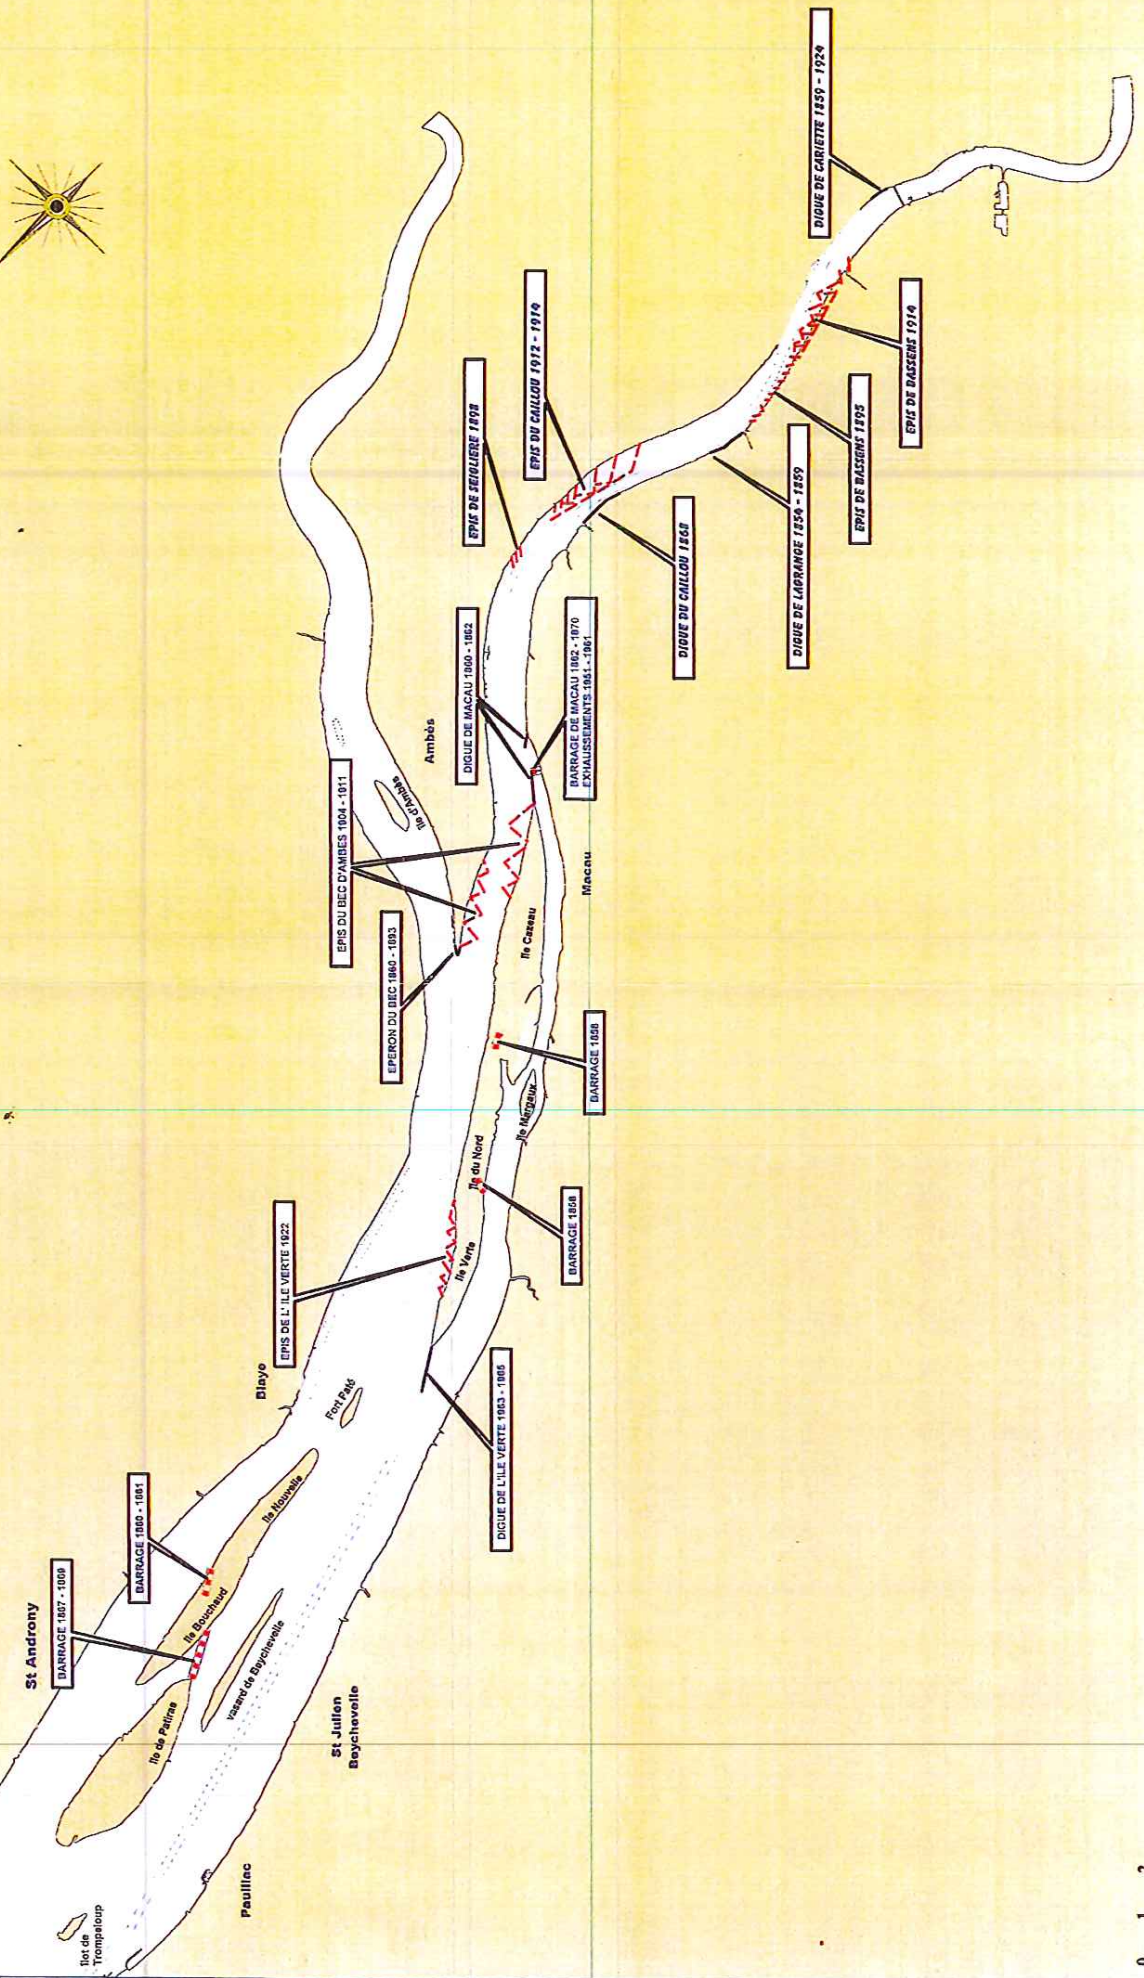 St Androny
BARRAGE 1867 - 1869
BARRAGE 1860 - 1861
Blaye
EPIS DE L' ILE VERTE 1922
EPERON DU BEC 1860 - 1893
EPIS DU BEC D'AMBES 1904 - 1911
Ile d'Ambès
Ambès
DIGUE DE MACAU 1860 - 1862
EPIS DE SEIGLIERE 1898
EPIS DU CAILLOU 1912 - 1914
DIGUE DE CARIETTE 1859 - 1924
Ilot de
Trompeloup
Ile de Patiras
Ile Bouchaud
Ile Nouvelle
vasard de Beychevelle
Fort Paté
Ile Verte
Ile du Nord
Ile Margaux
Ile Cazeau
Macau
Pauillac
St Julien
Beychevelle
DIGUE DE L'ILE VERTE 1963 - 1965
BARRAGE 1858
BARRAGE 1858
BARRAGE DE MACAU 1862 - 1870
EXHAUSSEMENTS 1951 - 1961
DIGUE DU CAILLOU 1868
DIGUE DE LAGRANGE 1854 - 1859
EPIS DE BASSENS 1895
EPIS DE BASSENS 1914
0 1 2